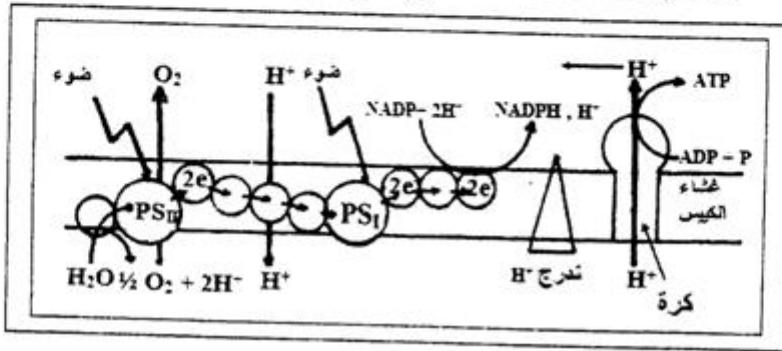 ضوء O₂ H⁺ ضوء H⁺ ATP
NADP– 2H⁺ NADPH , H⁺
ADP – P
غشاء
الكييس
2e 2e 2e
PSII PSI
H₂O ½ O₂ + 2H⁺ H⁺ تدرج H⁺ H⁺
كرة